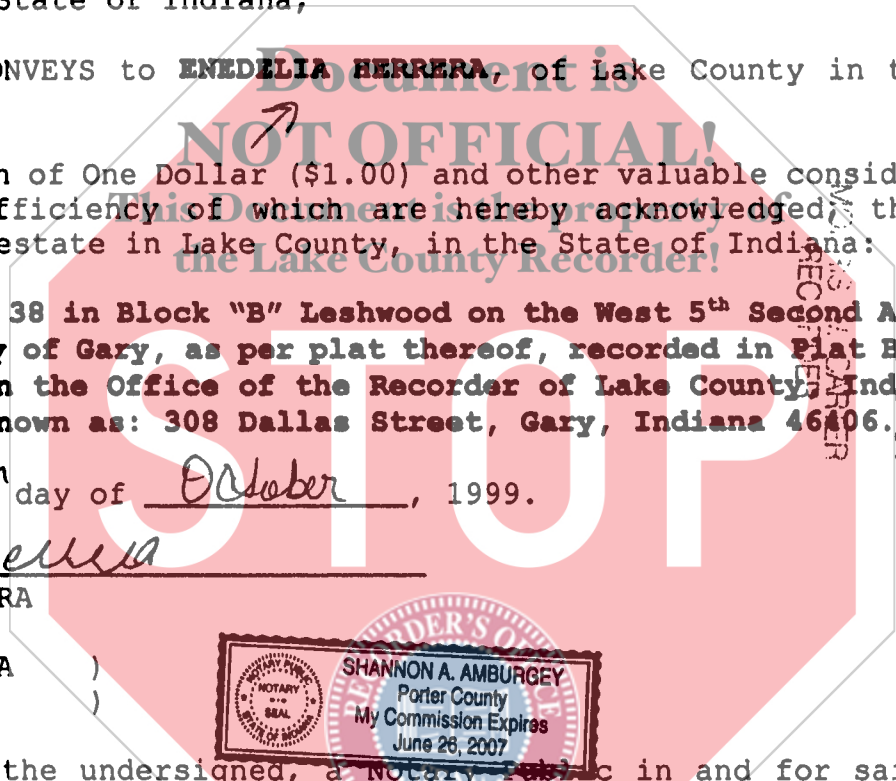 State of Indiana,
ONVEYS to ENEDELIA HERRERA, of Lake County in t
Document is
NOT OFFICIAL!
n of One Dollar ($1.00) and other valuable consid
This Document is the property of
fficiency of which are hereby acknowledged, th
estate in Lake County, in the State of Indiana:
the Lake County Recorder!
38 in Block "B" Leshwood on the West 5th Second A
y of Gary, as per plat thereof, recorded in Plat B
n the Office of the Recorder of Lake County, Ind
nown as: 308 Dallas Street, Gary, Indiana 46406.
STOP
day of October, 1999.
RA
A )
)
RECORDER'S OFFICE
NOTARY PUBLIC
NOTARY
SEAL
STATE OF INDIANA
SHANNON A. AMBURGEY
Porter County
My Commission Expires
June 26, 2007
the undersigned, a Notary Public in and for sa
CARTER
RECORDER